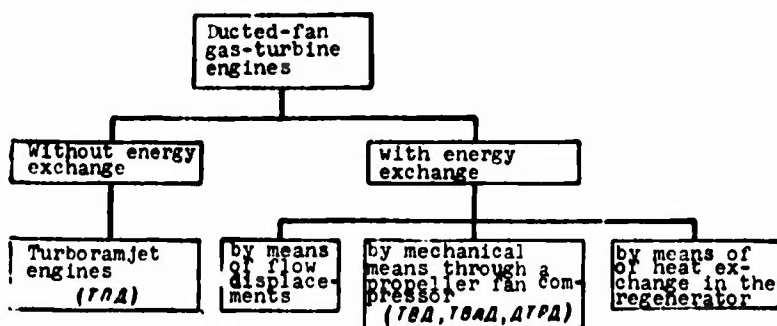 Ducted-fan
gas-turbine
engines
Without energy
exchange
with energy
exchange
Turboramjet
engines
(ТПД)
by means
of flow
displace-
ments
by mechanical
means through a
propeller fan com-
pressor
(ТВД, ТВлД, ДТРД)
by means of
of heat ex-
change in the
regenerator